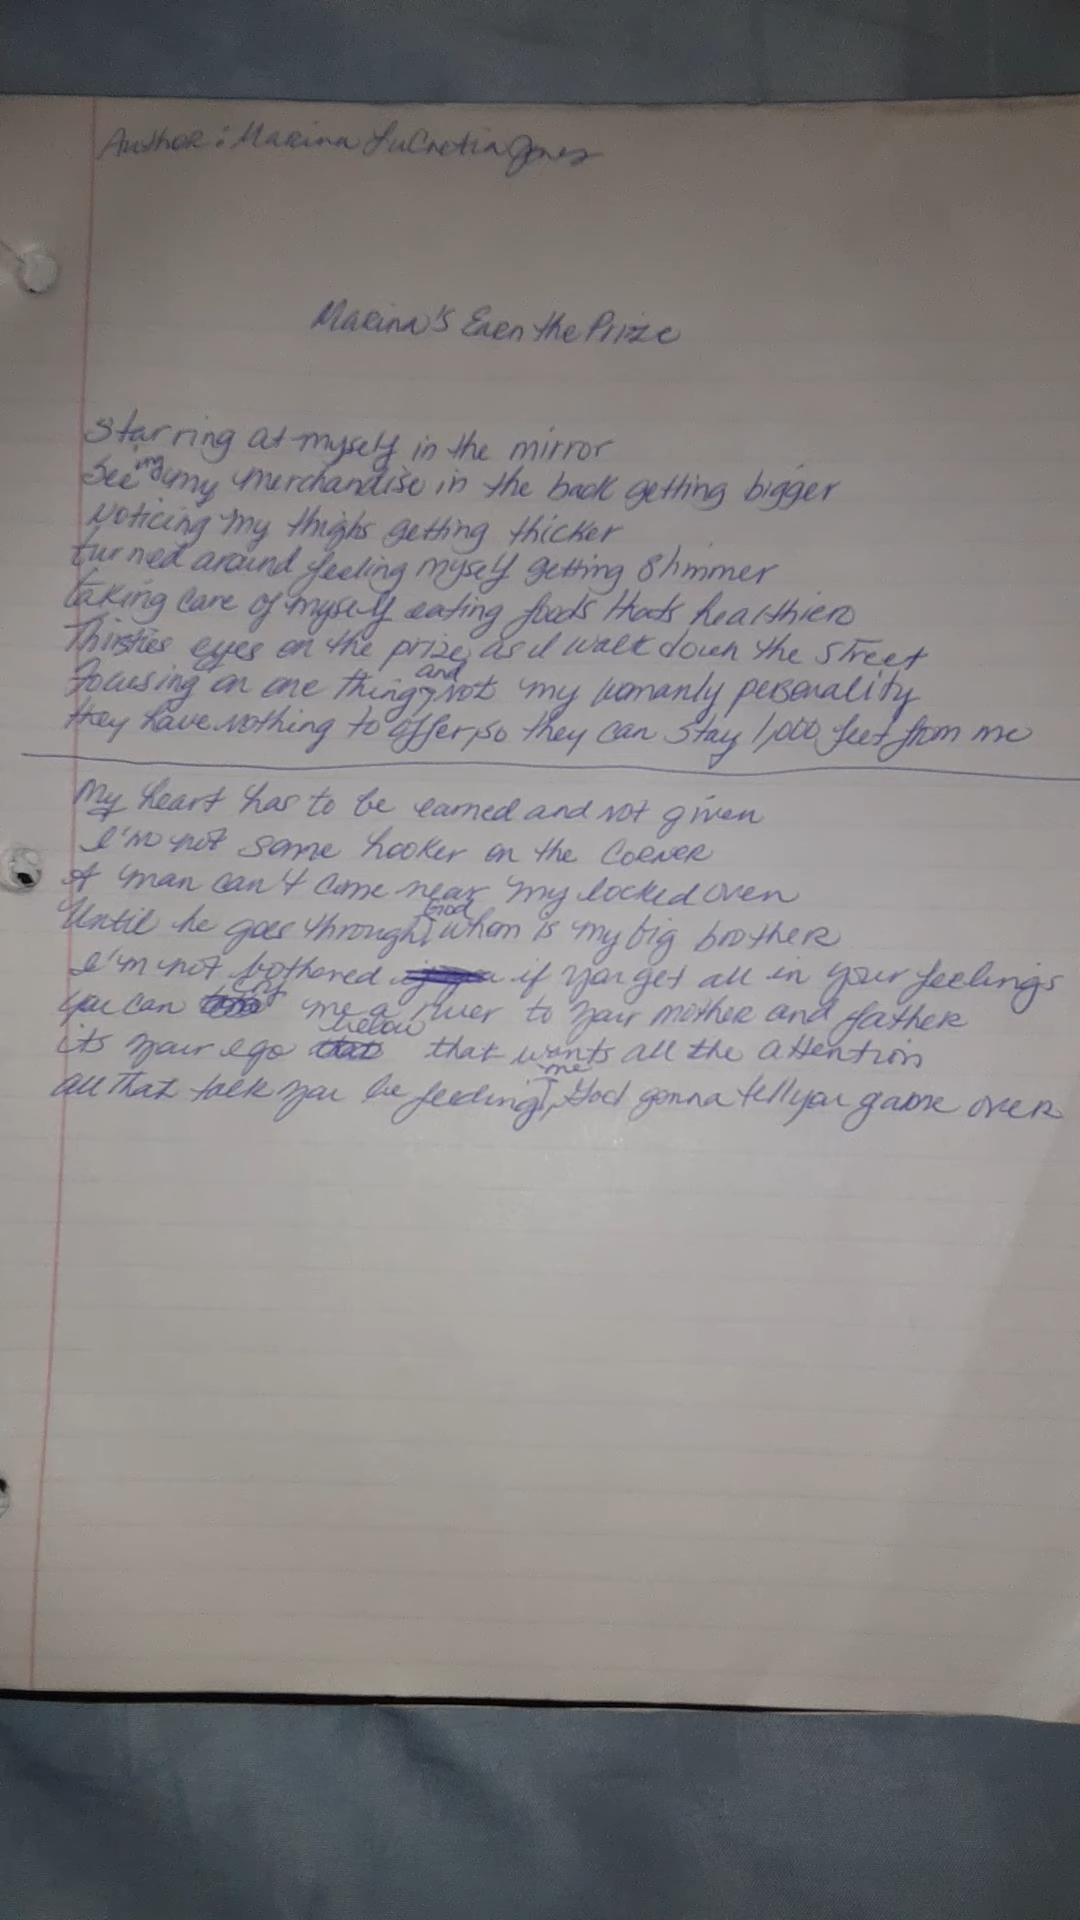 Author: Marina LuCretia Jones
Marina's Even the Prize
Starring at myself in the mirror
Seeing my merchandise in the back getting bigger
Noticing my thighs getting thicker
turned around feeling myself getting Shimmer
taking care of myself eating foods thats healthier
Thirsties eyes on the prize, as I walk down the street
Focusing on one thing, and not my womanly personality
they have nothing to offer, so they can stay 1,000 feet from me
My heart has to be earned and not given
I'm not some hooker on the corner
A man can't come near my locked oven
Until he goes through God whom is my big brother
I'm not bothered if you get all in your feelings
you can cry me a river to your mother and father
its your ego below that wants all the attention
all that talk you be feeding me, God gonna tell you game over